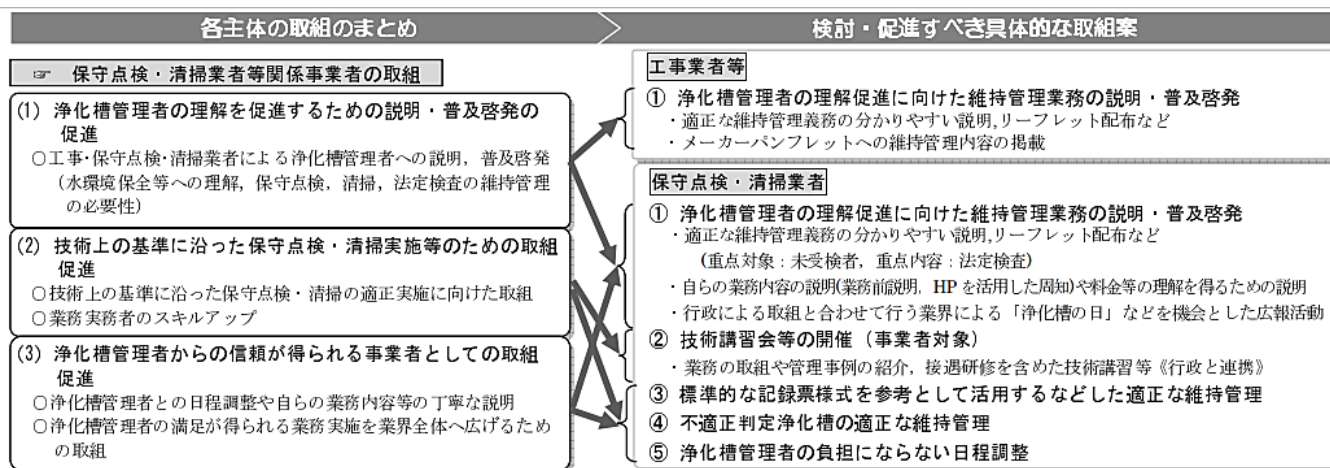 各主体の取組のまとめ
検討・促進すべき具体的な取組案
☞ 保守点検・清掃業者等関係事業者の取組
(1) 浄化槽管理者の理解を促進するための説明・普及啓発の
促進
○工事・保守点検・清掃業者による浄化槽管理者への説明，普及啓発
（水環境保全等への理解，保守点検，清掃，法定検査の維持管理
の必要性）
(2) 技術上の基準に沿った保守点検・清掃実施等のための取組
促進
○技術上の基準に沿った保守点検・清掃の適正実施に向けた取組
○業務実務者のスキルアップ
(3) 浄化槽管理者からの信頼が得られる事業者としての取組
促進
○浄化槽管理者との日程調整や自らの業務内容等の丁寧な説明
○浄化槽管理者の満足が得られる業務実施を業界全体へ広げるため
の取組
工事業者等
① 浄化槽管理者の理解促進に向けた維持管理業務の説明・普及啓発
・適正な維持管理義務の分かりやすい説明,リーフレット配布など
・メーカーパンフレットへの維持管理内容の掲載
保守点検・清掃業者
① 浄化槽管理者の理解促進に向けた維持管理業務の説明・普及啓発
・適正な維持管理義務の分かりやすい説明,リーフレット配布など
（重点対象：未受検者，重点内容：法定検査）
・自らの業務内容の説明(業務前説明，HPを活用した周知)や料金等の理解を得るための説明
・行政による取組と合わせて行う業界による「浄化槽の日」などを機会とした広報活動
② 技術講習会等の開催（事業者対象）
・業務の取組や管理事例の紹介，接遇研修を含めた技術講習等《行政と連携》
③ 標準的な記録票様式を参考として活用するなどした適正な維持管理
④ 不適正判定浄化槽の適正な維持管理
⑤ 浄化槽管理者の負担にならない日程調整